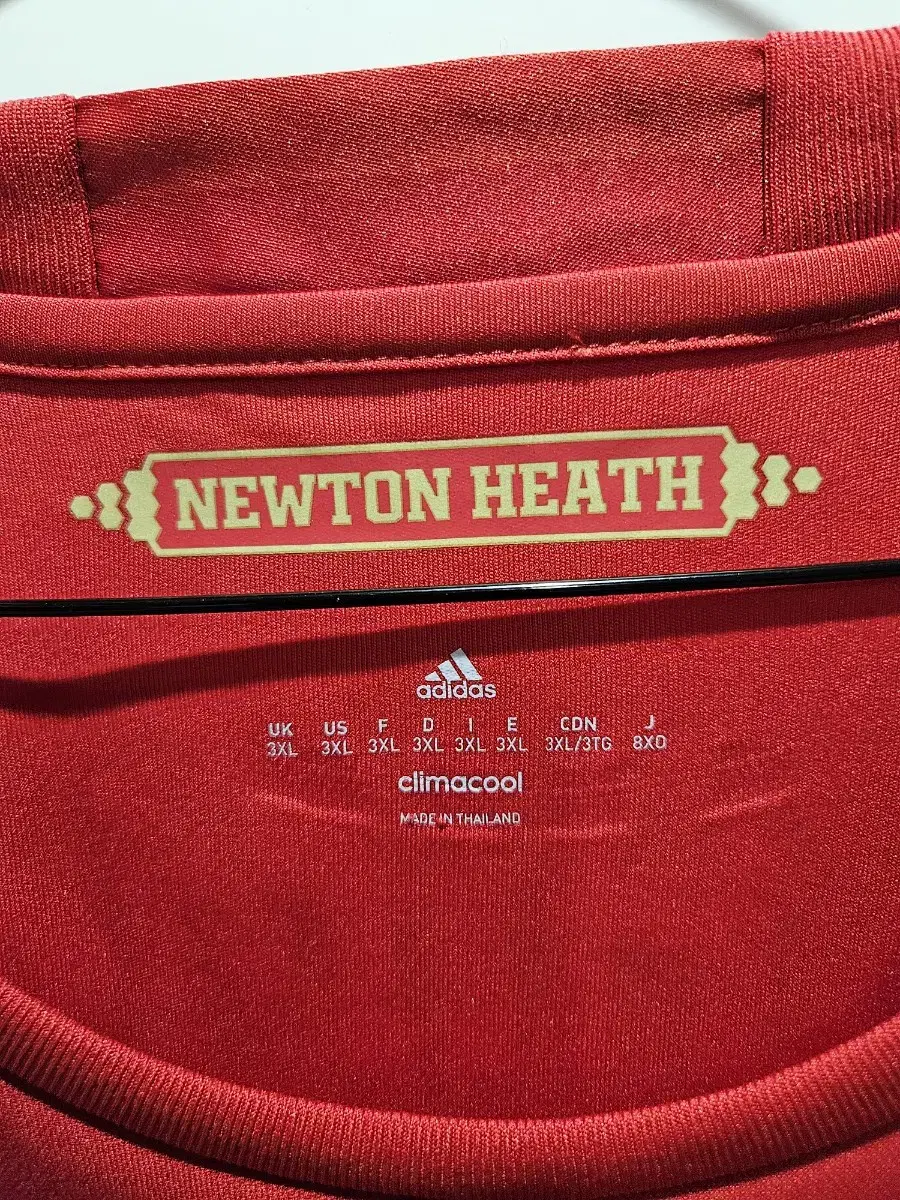 NEWTON HEATH
adidas
UK US F D I E CDN J
3XL 3XL 3XL 3XL 3XL 3XL 3XL/3TG 8XO
climacool
MADE IN THAILAND